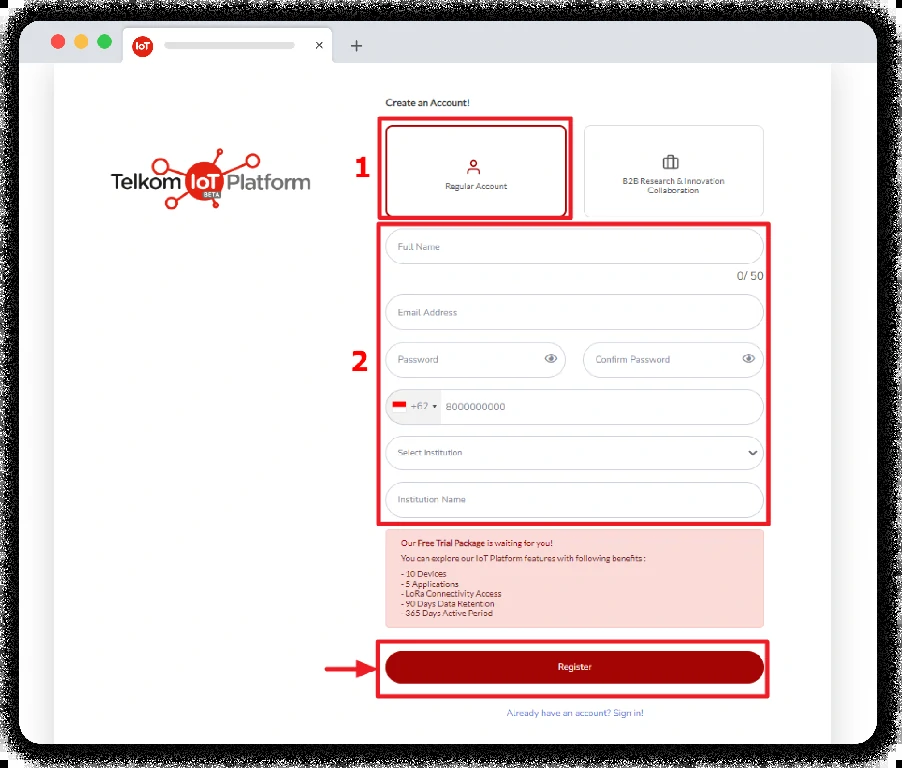 IoT
Create an Account!
Telkom IoT Platform
BETA
1
Regular Account
B2B Research & Innovation
Collaboration
Full Name
0/ 50
Email Address
2
Password
Confirm Password
+62
8000000000
Select Institution
Institution Name
Our Free Trial Package is waiting for you!
You can explore our IoT Platform features with following benefits :
- 10 Devices
- 5 Applications
- LoRa Connectivity Access
- 90 Days Data Retention
- 365 Days Active Period
Register
Already have an account? Sign in!